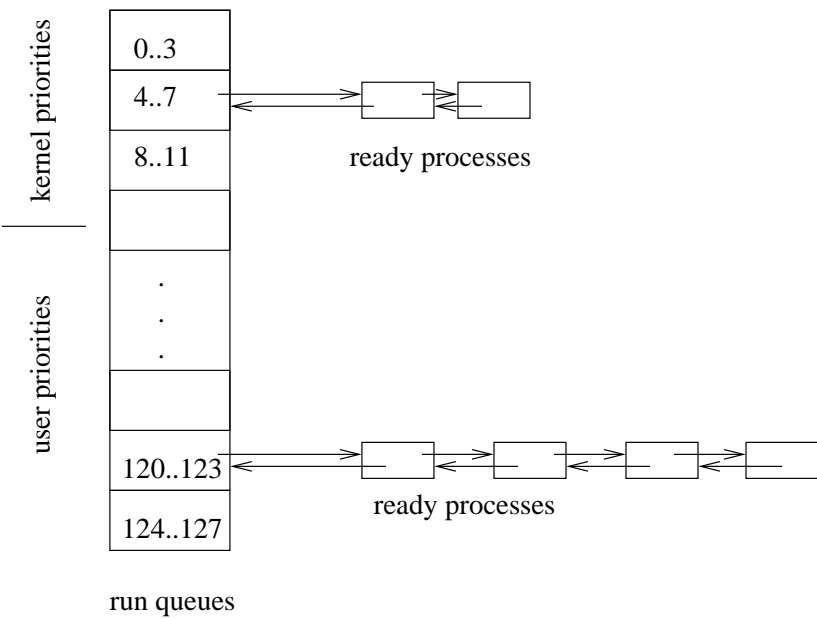 kernel priorities
0..3
4..7
8..11
ready processes
user priorities
.
.
.
120..123
124..127
ready processes
run queues